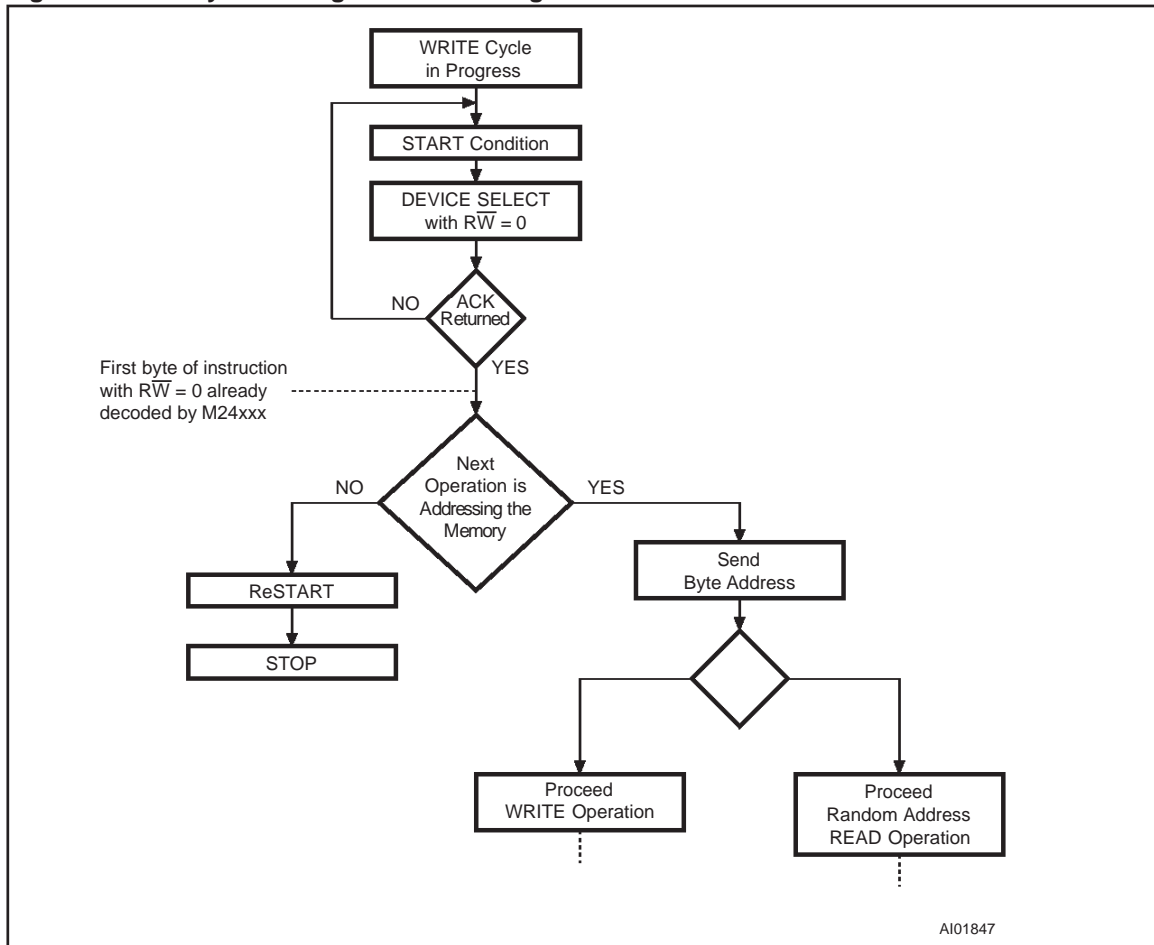 WRITE Cycle
in Progress
START Condition
DEVICE SELECT
with RW̅ = 0
NO
ACK
Returned
YES
First byte of instruction
with RW̅ = 0 already
decoded by M24xxx
NO
Next
Operation is
Addressing the
Memory
YES
Send
Byte Address
ReSTART
STOP
Proceed
WRITE Operation
Proceed
Random Address
READ Operation
AI01847